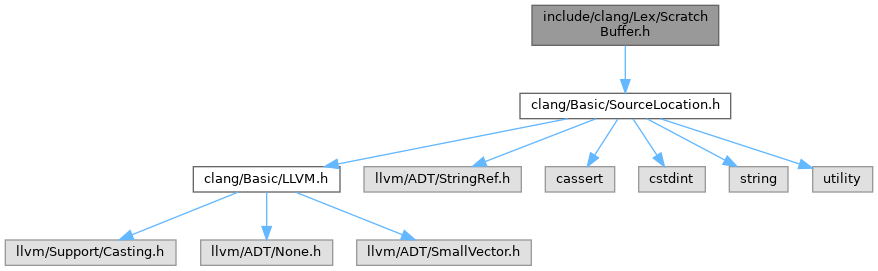 include/clang/Lex/Scratch
Buffer.h
clang/Basic/SourceLocation.h
clang/Basic/LLVM.h
llvm/ADT/StringRef.h
cassert
cstdint
string
utility
llvm/Support/Casting.h
llvm/ADT/None.h
llvm/ADT/SmallVector.h